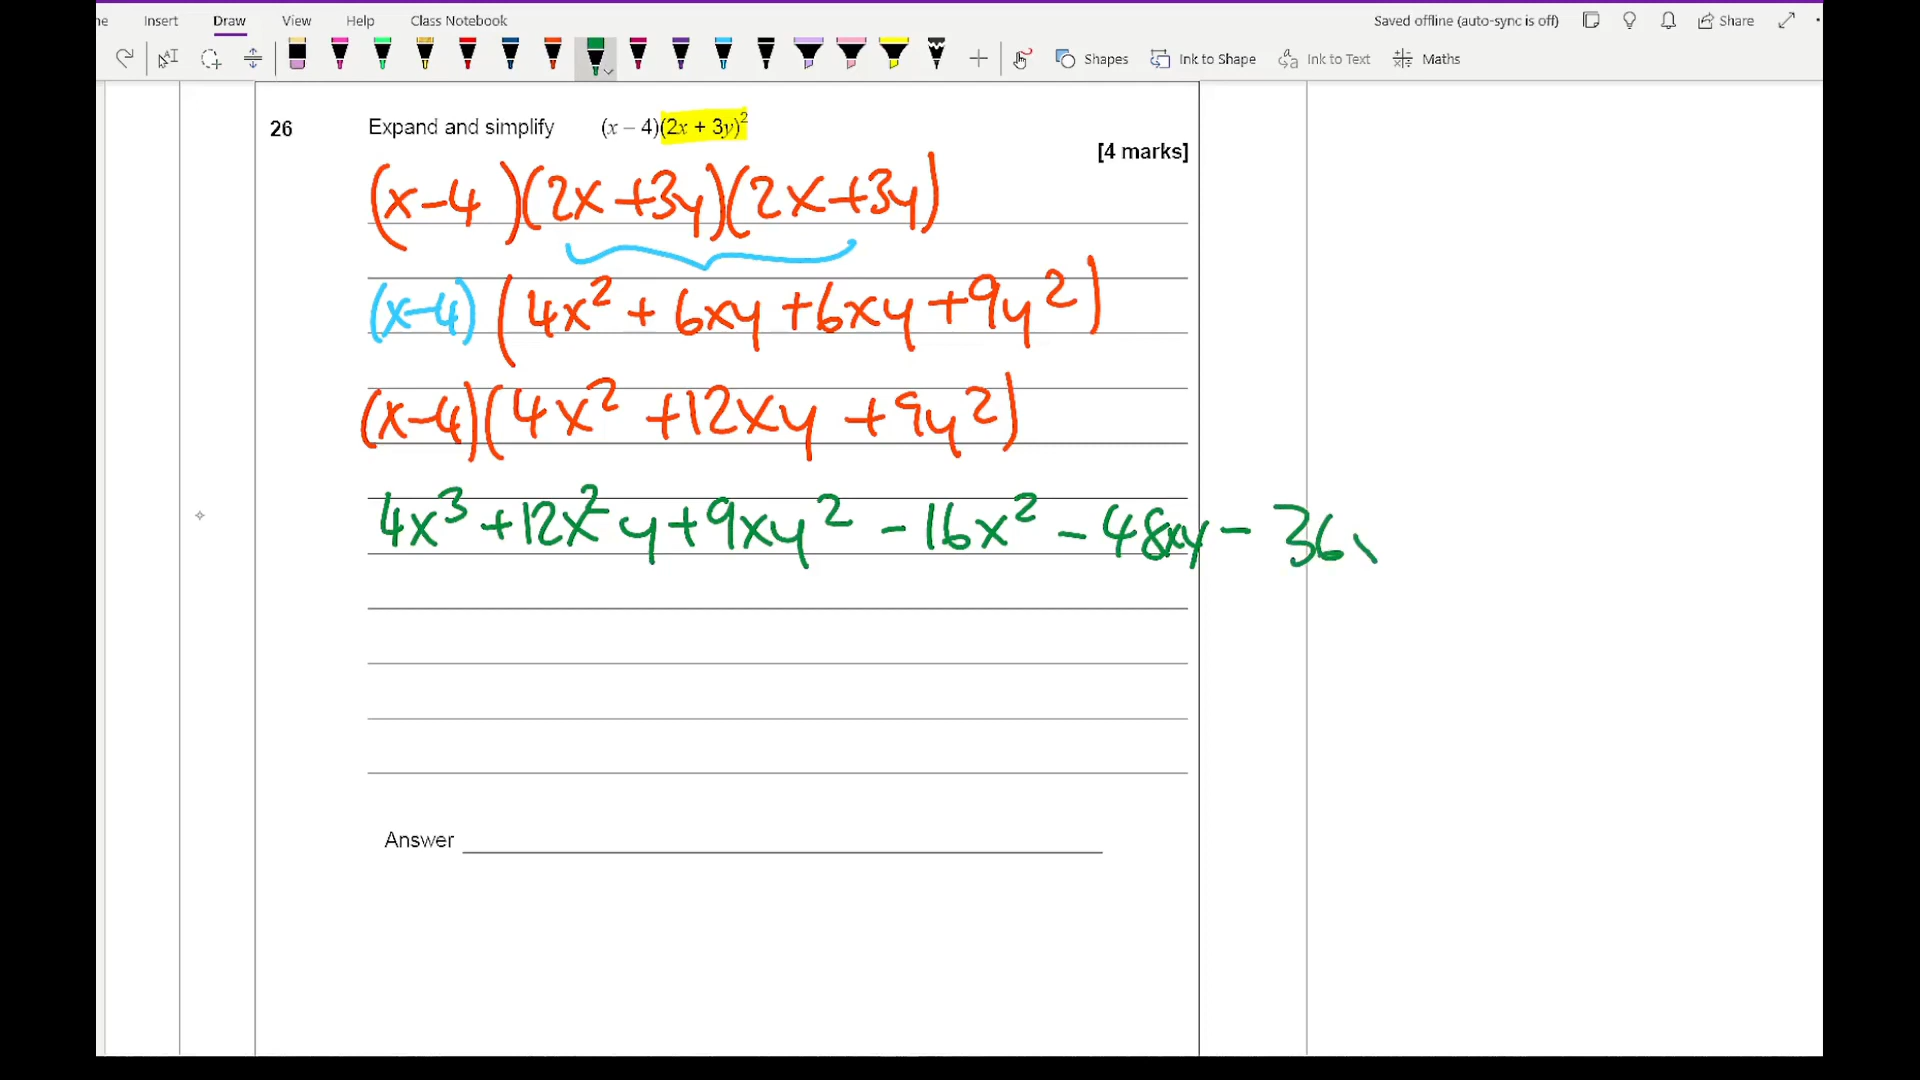 Insert Draw View Help Class Notebook Saved offline (auto-sync is off) Share
Shapes Ink to Shape Ink to Text Maths
26 Expand and simplify (x – 4)(2x + 3y)²
[4 marks]
(x-4)(2x+3y)(2x+3y)
(x-4)(4x²+6xy+6xy+9y²)
(x-4)(4x²+12xy+9y²)
4x³+12x²y+9xy²-16x²-48xy-36
Answer